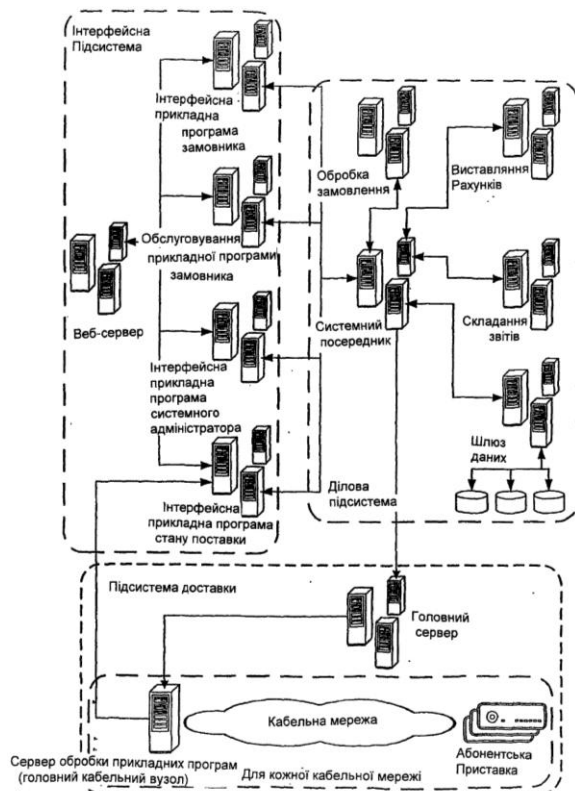 Інтерфейсна
Підсистема
Інтерфейсна
прикладна
програма
замовника
Обслуговування
прикладної програми
замовника
Веб-сервер
Інтерфейсна
прикладна
програма
системного
адміністратора
Інтерфейсна
прикладна програма
стану поставки
Обробка
замовлення
Виставляння
Рахунків
Системний
посередник
Складання
звітів
Шлюз
даних
Ділова
підсистема
Підсистема доставки
Головний
сервер
Кабельна мережа
Абонентська
Приставка
Сервер обробки прикладних програм
(головний кабельний вузол)
Для кожної кабельної мережі